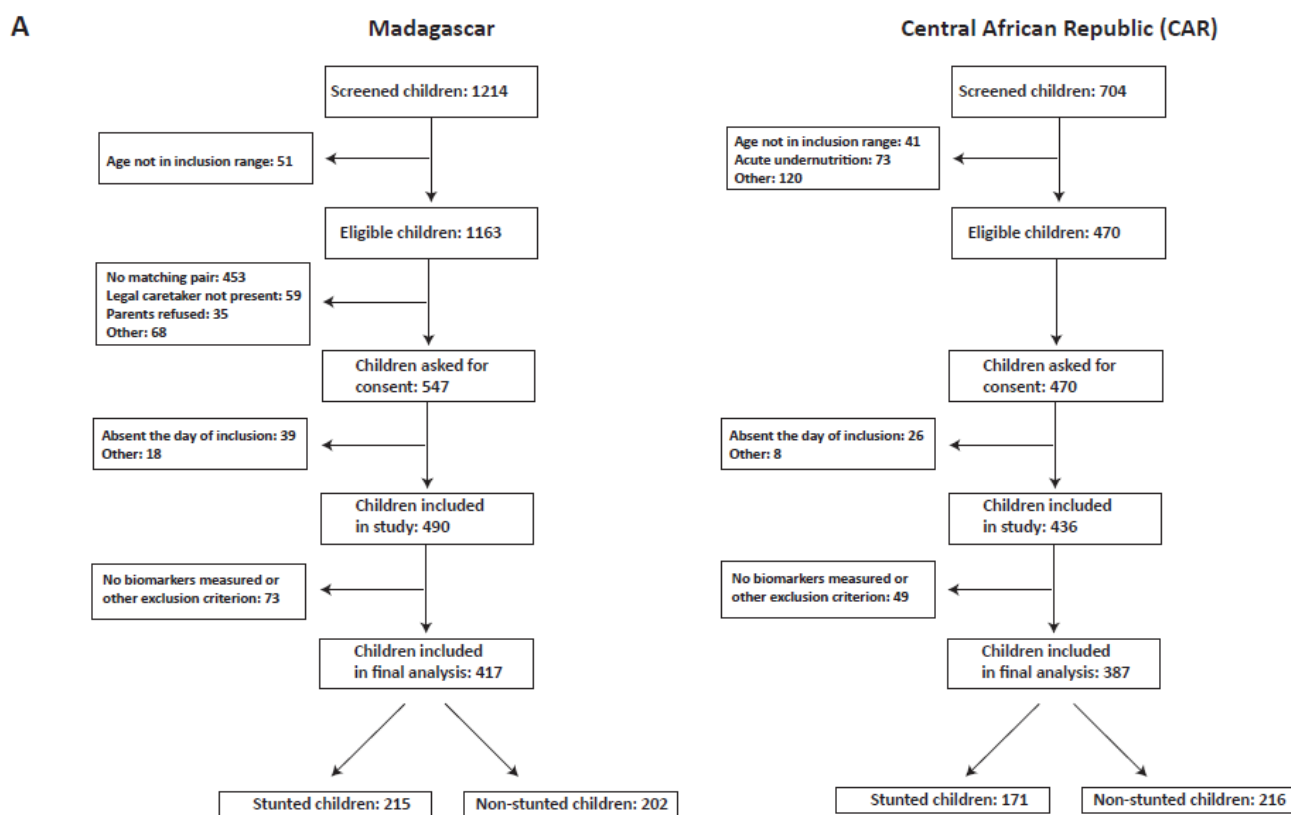 A
Madagascar
Screened children: 1214
Age not in inclusion range: 51
Eligible children: 1163
No matching pair: 453
Legal caretaker not present: 59
Parents refused: 35
Other: 68
Children asked for
consent: 547
Absent the day of inclusion: 39
Other: 18
Children included
in study: 490
No biomarkers measured or
other exclusion criterion: 73
Children included
in final analysis: 417
Stunted children: 215
Non-stunted children: 202
Central African Republic (CAR)
Screened children: 704
Age not in inclusion range: 41
Acute undernutrition: 73
Other: 120
Eligible children: 470
Children asked for
consent: 470
Absent the day of inclusion: 26
Other: 8
Children included
in study: 436
No biomarkers measured or
other exclusion criterion: 49
Children included
in final analysis: 387
Stunted children: 171
Non-stunted children: 216